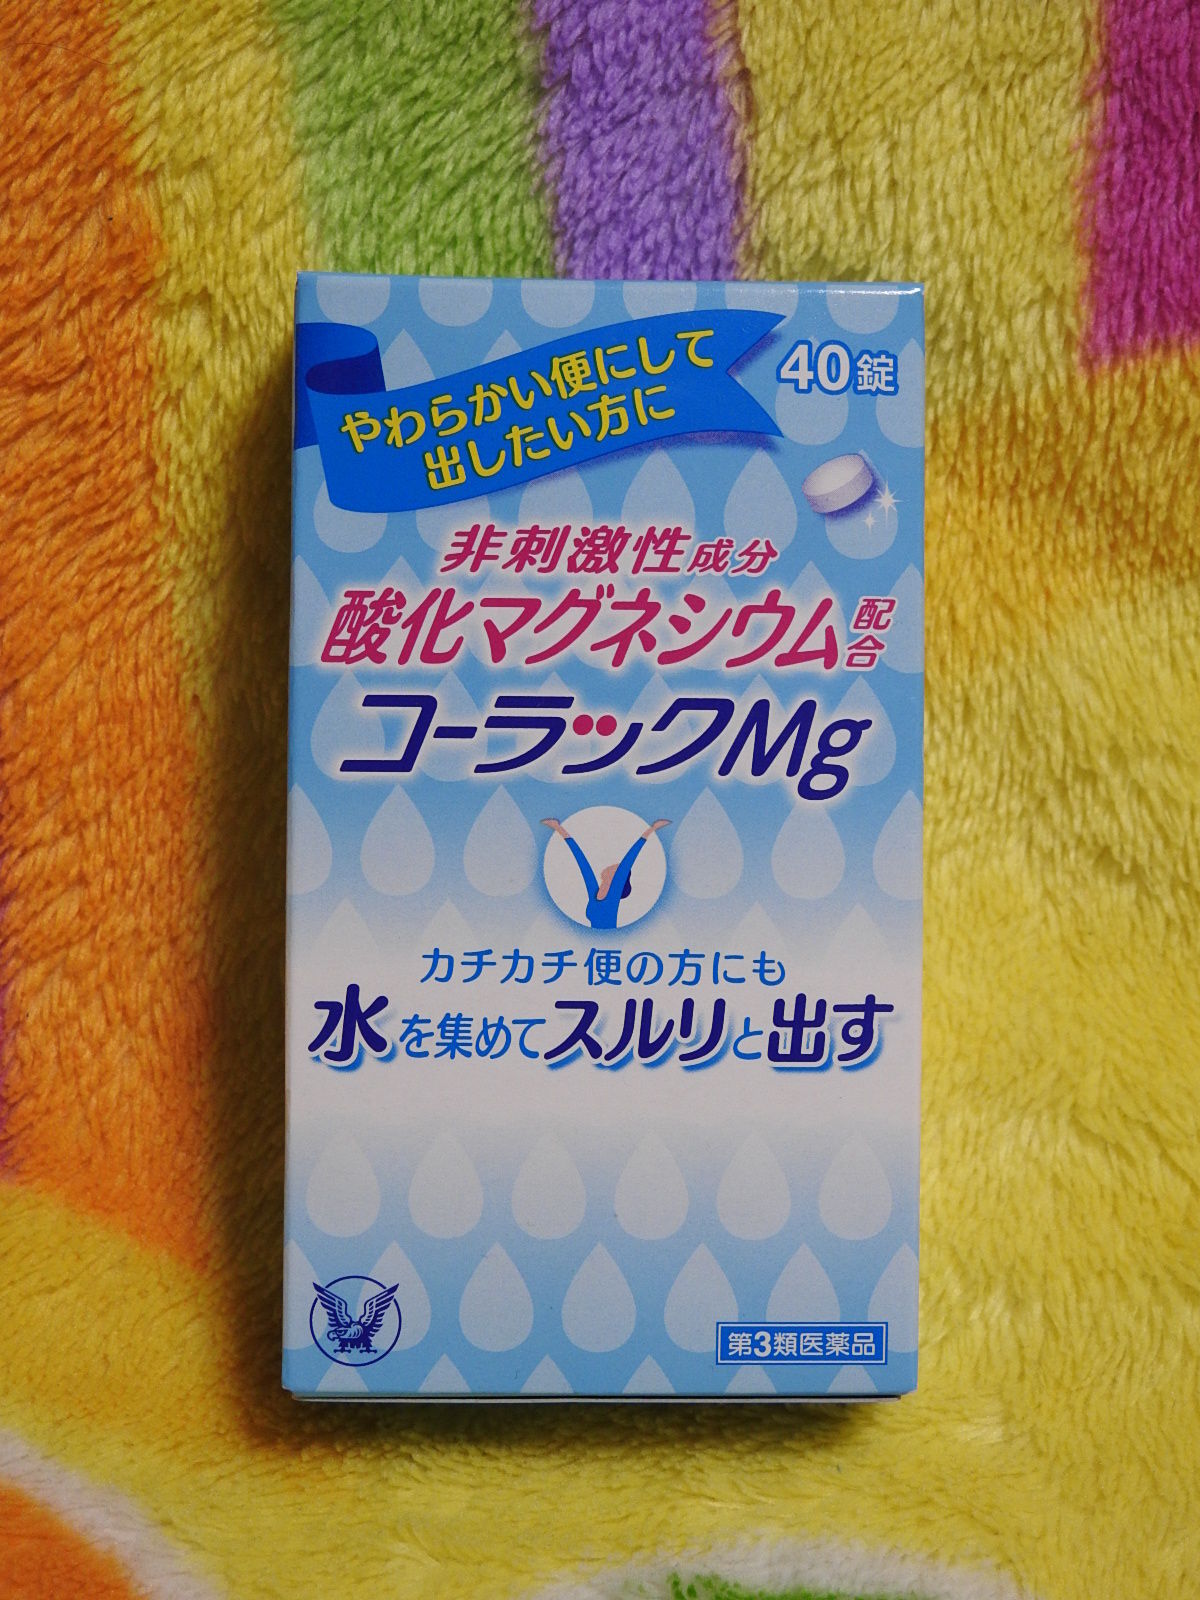 やわらかい便にして
出したい方に
40錠
非刺激性成分
酸化マグネシウム配合
コーラックMg
カチカチ便の方にも
水を集めてスルリと出す
第3類医薬品